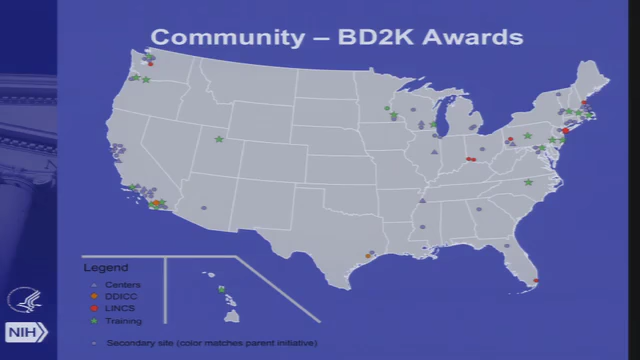 Community – BD2K Awards
Legend
Centers
DDICC
LINCS
Training
Secondary site (color matches parent initiative)
NIH